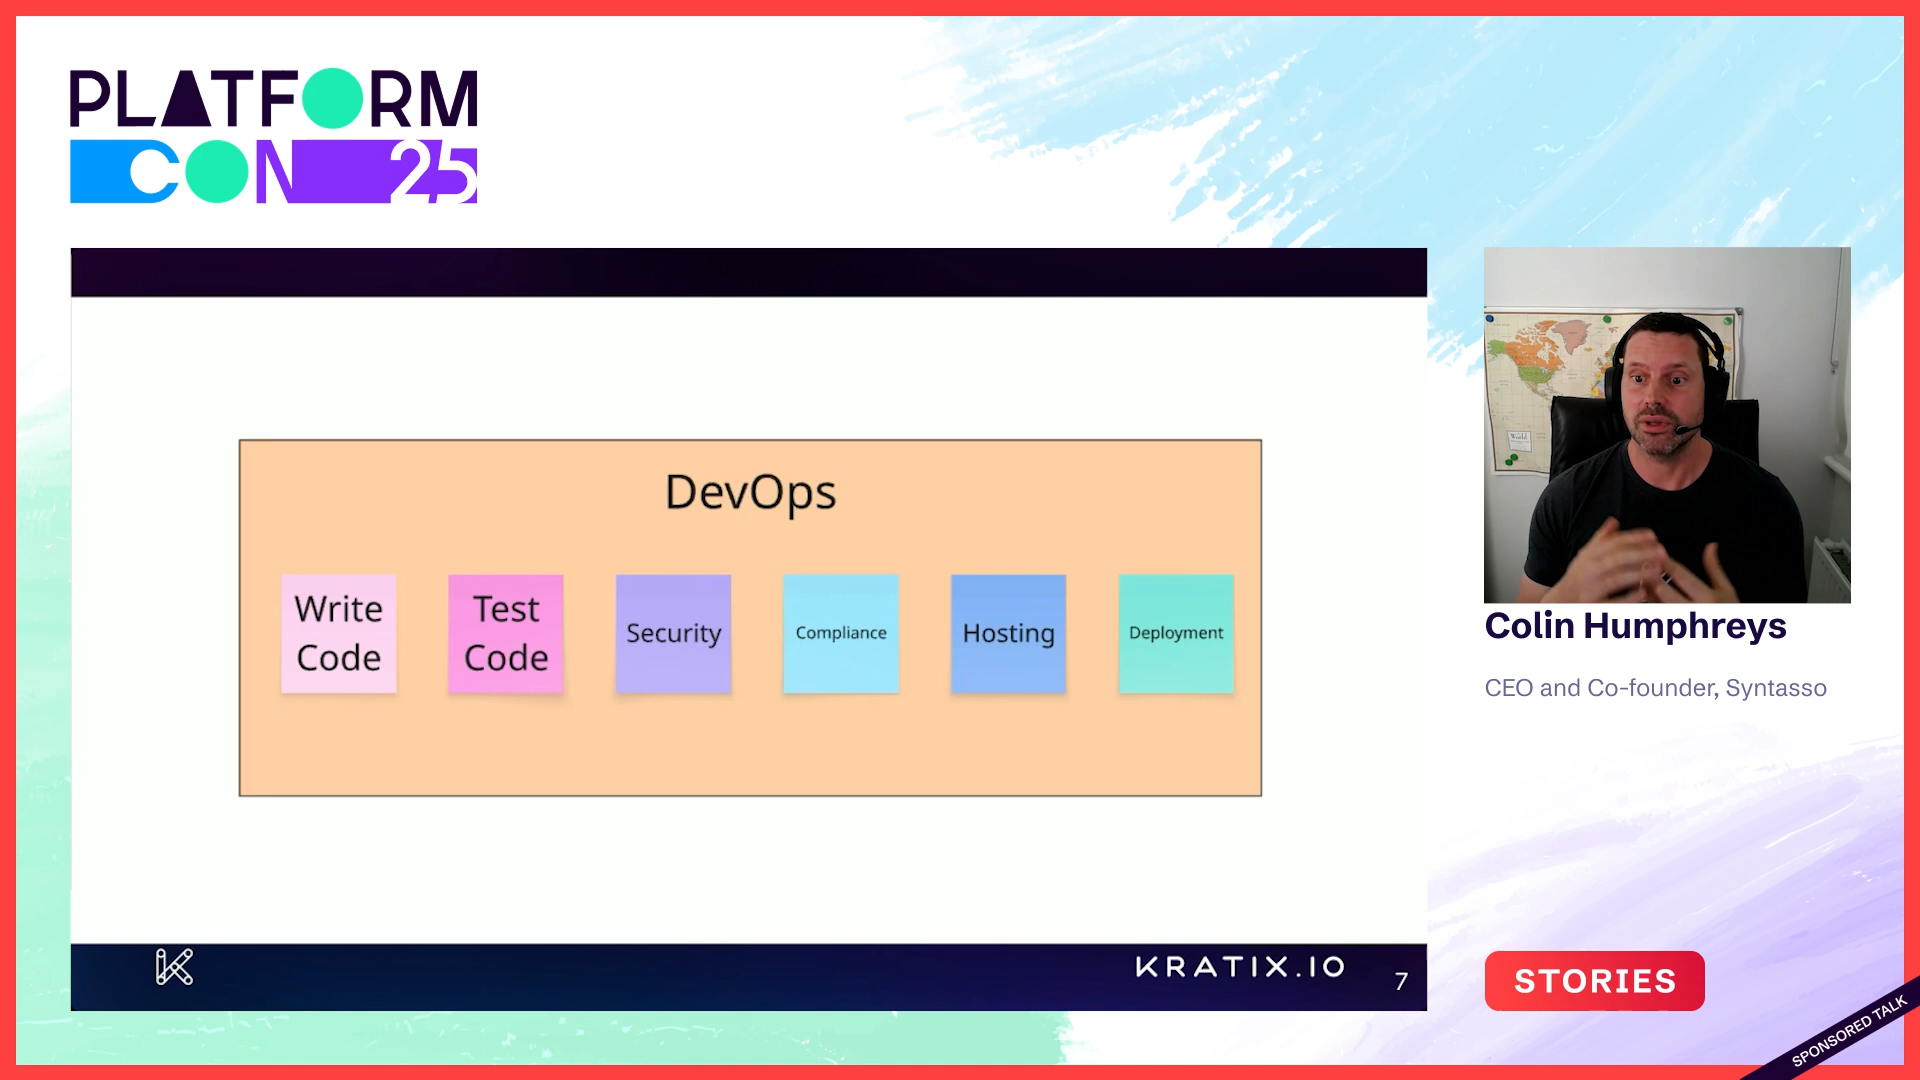 PLATFORM
CON 25
DevOps
Write
Code
Test
Code
Security
Compliance
Hosting
Deployment
KRATIX.IO
7
World
Colin Humphreys
CEO and Co-founder, Syntasso
STORIES
SPONSORED TALK